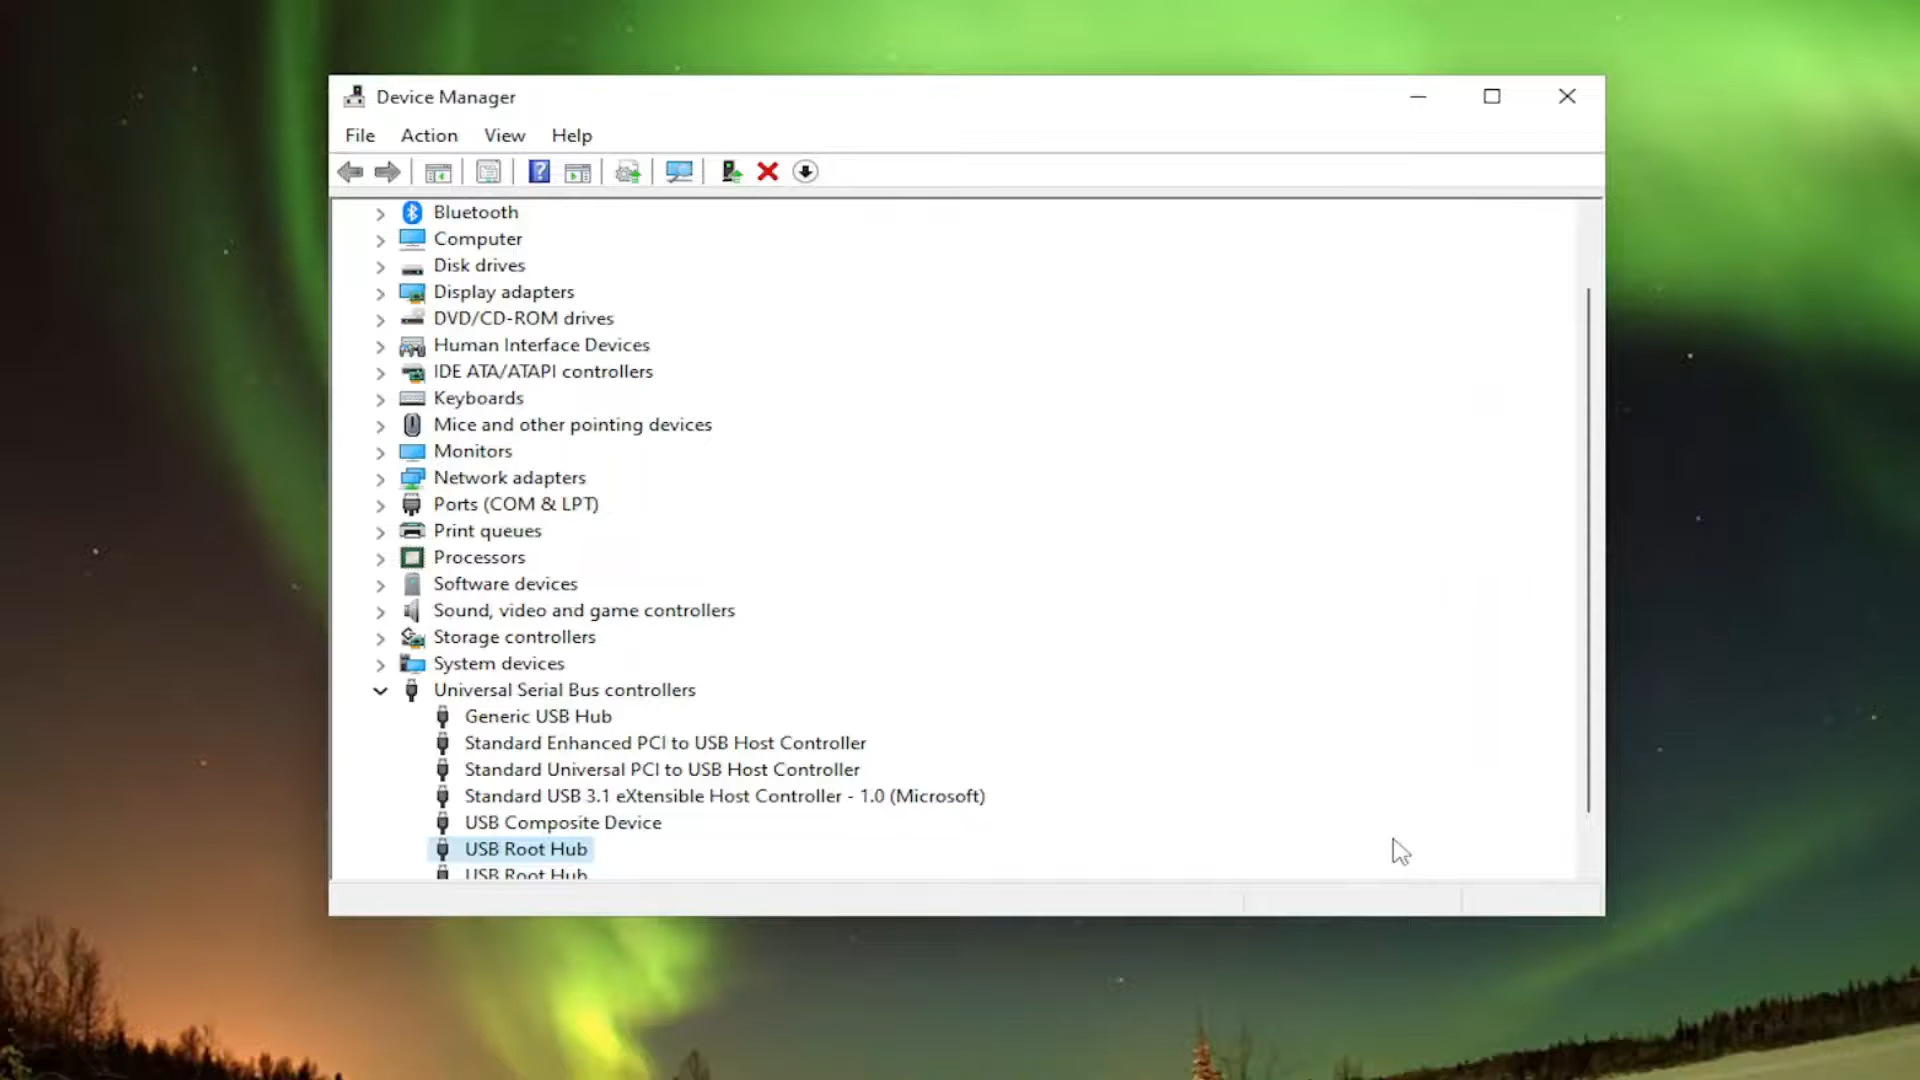 Device Manager
File Action View Help
Bluetooth
Computer
Disk drives
Display adapters
DVD/CD-ROM drives
Human Interface Devices
IDE ATA/ATAPI controllers
Keyboards
Mice and other pointing devices
Monitors
Network adapters
Ports (COM & LPT)
Print queues
Processors
Software devices
Sound, video and game controllers
Storage controllers
System devices
Universal Serial Bus controllers
Generic USB Hub
Standard Enhanced PCI to USB Host Controller
Standard Universal PCI to USB Host Controller
Standard USB 3.1 eXtensible Host Controller - 1.0 (Microsoft)
USB Composite Device
USB Root Hub
USB Root Hub